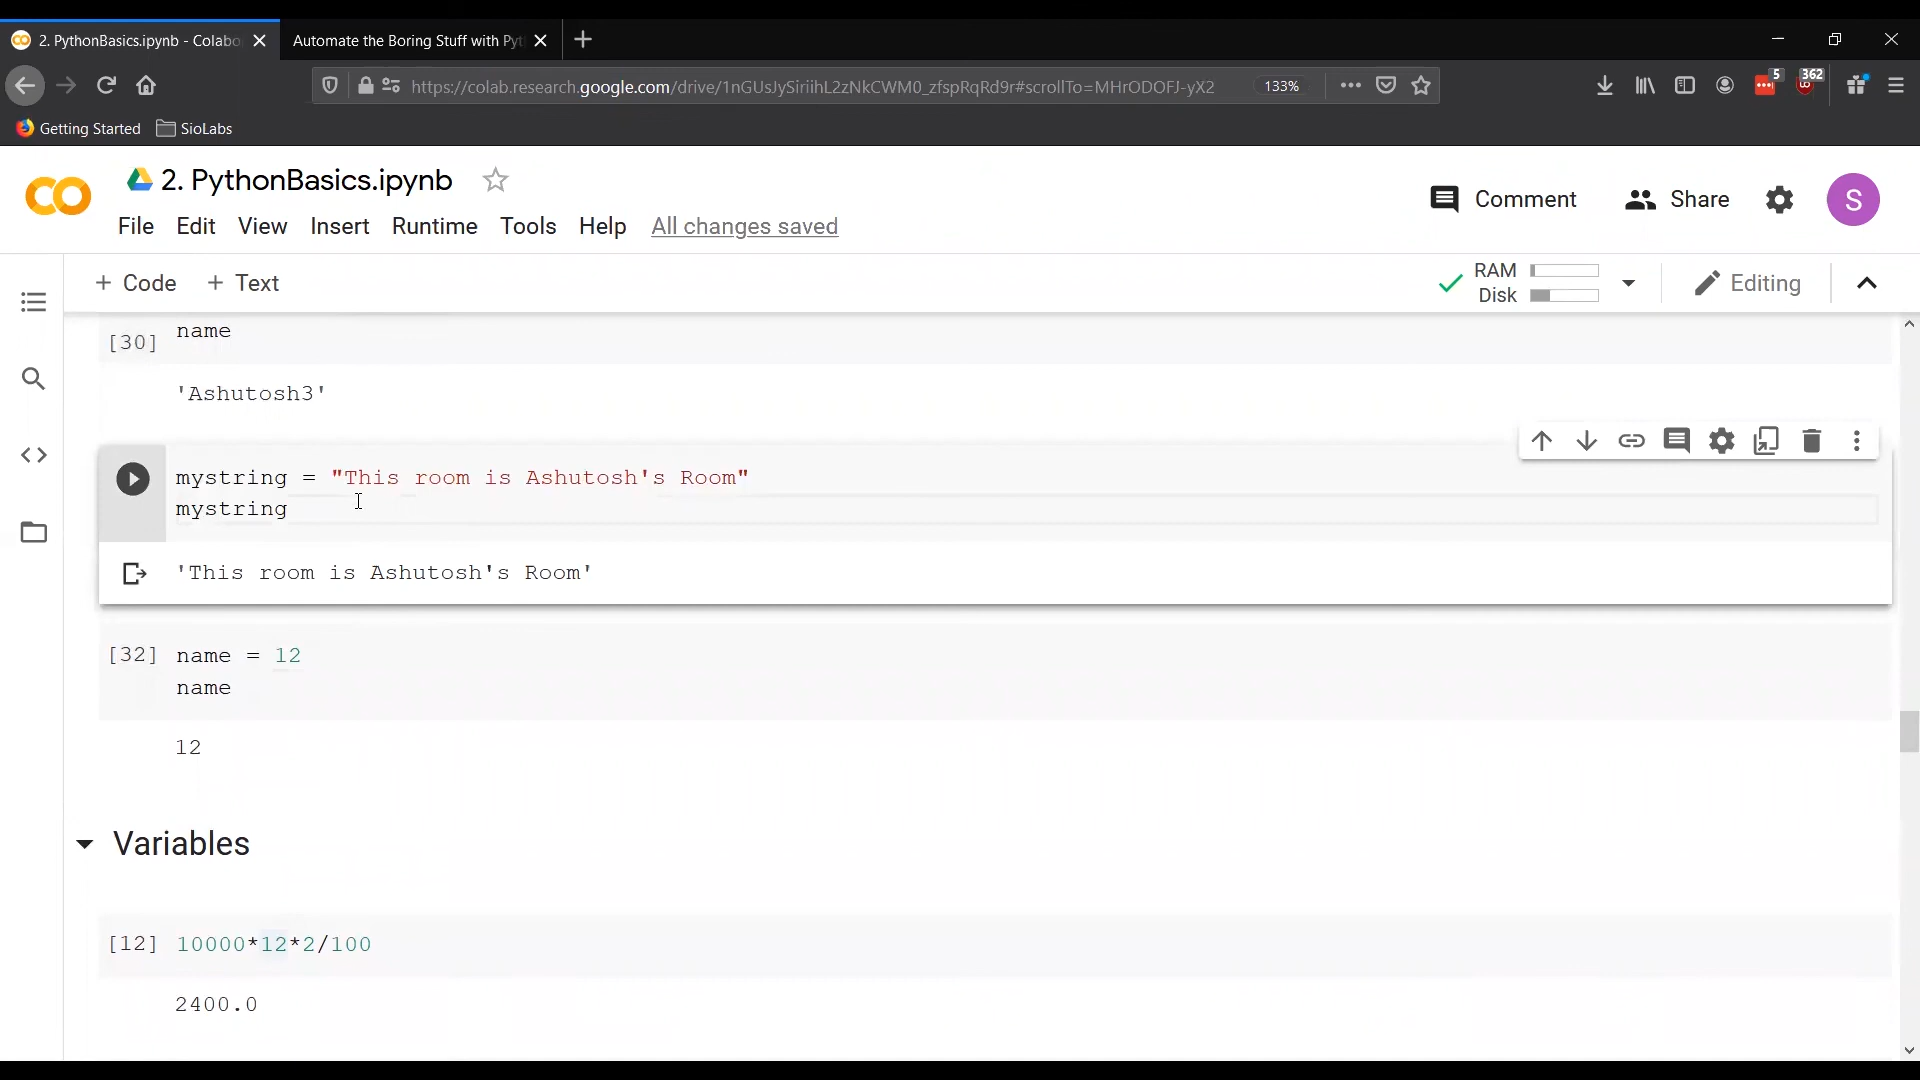 2. PythonBasics.ipynb - Colabo
Automate the Boring Stuff with Pyt
https://colab.research.google.com/drive/1nGUsJySiriihL2zNkCWM0_zfspRqRd9r#scrollTo=MHrODOFJ-yX2
133%
5
362
Getting Started
SioLabs
2. PythonBasics.ipynb
Comment
Share
S
File Edit View Insert Runtime Tools Help All changes saved
+ Code + Text
RAM
Disk
Editing
[30] name
'Ashutosh3'
mystring = "This room is Ashutosh's Room"
mystring
'This room is Ashutosh's Room'
[32] name = 12
name
12
Variables
[12] 10000*12*2/100
2400.0